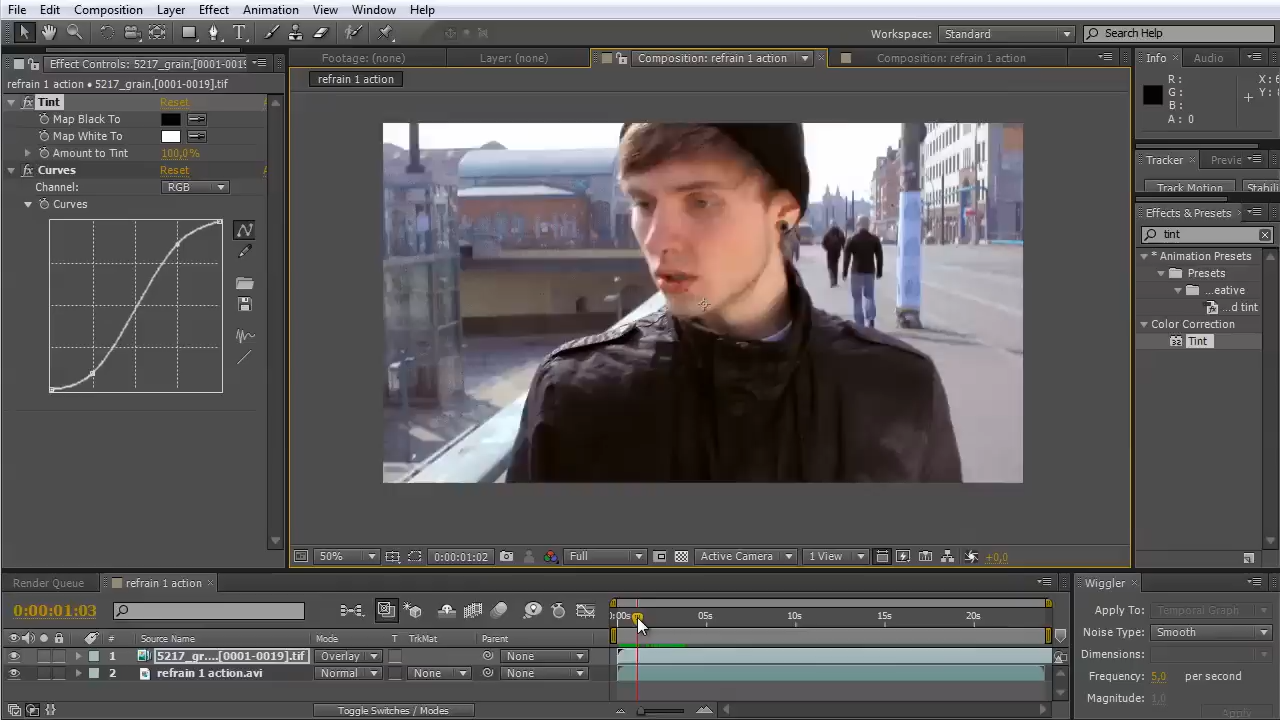 File Edit Composition Layer Effect Animation View Window Help
Workspace: Standard Search Help
Effect Controls: 5217_grain.[0001-0019]
Footage: (none) Layer: (none) Composition: refrain 1 action Composition: refrain 1 action
Info Audio
refrain 1 action • 5217_grain.[0001-0019].tif
refrain 1 action
Tint Reset
Map Black To
Map White To
Amount to Tint 100,0%
Curves Reset
Channel: RGB
Curves
R:
G:
B:
A: 0
Tracker
Track Motion
Effects & Presets
tint
* Animation Presets
Presets
...eative
...d tint
Color Correction
Tint
50% 0:00:01:02 Full Active Camera 1 View +0,0
Render Queue refrain 1 action
Wiggler
0:00:01:03
05s 10s 15s 20s
# Source Name Mode T TrkMat Parent
1 5217_gr....[0001-0019].tif Overlay None
2 refrain 1 action.avi Normal None None
Toggle Switches / Modes
Apply To: Temporal Graph
Noise Type: Smooth
Dimensions:
Frequency: 5,0 per second
Magnitude: 1,0
Apply